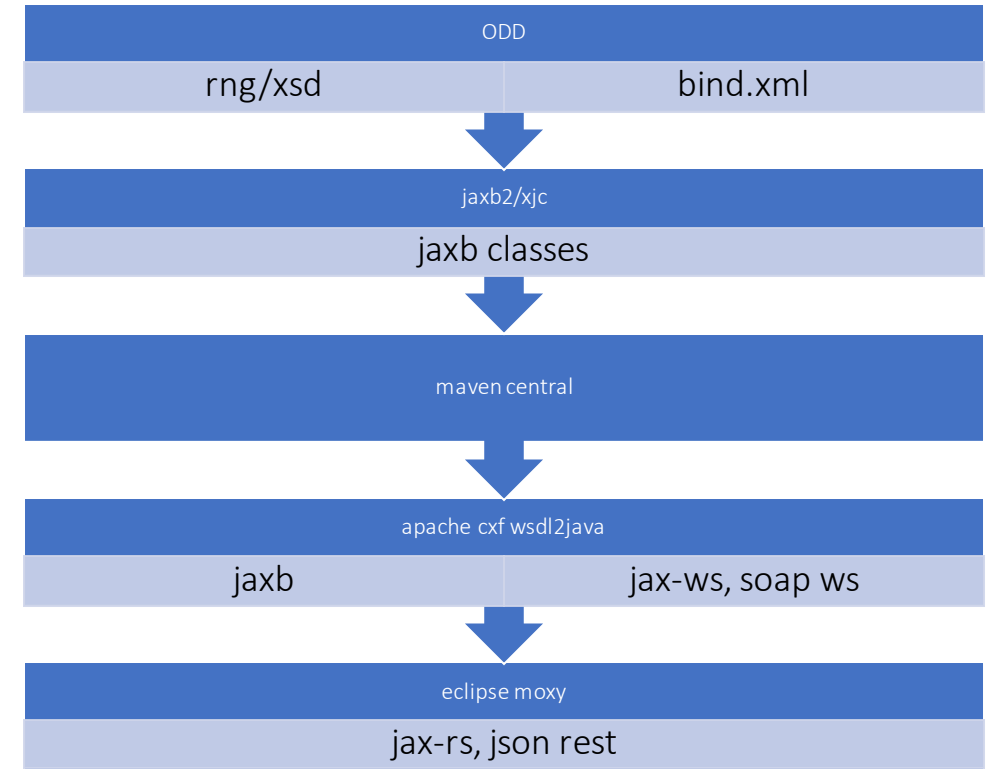 ODD
rng/xsd
bind.xml
jaxb2/xjc
jaxb classes
maven central
apache cxf wsdl2java
jaxb
jax-ws, soap ws
eclipse moxy
jax-rs, json rest